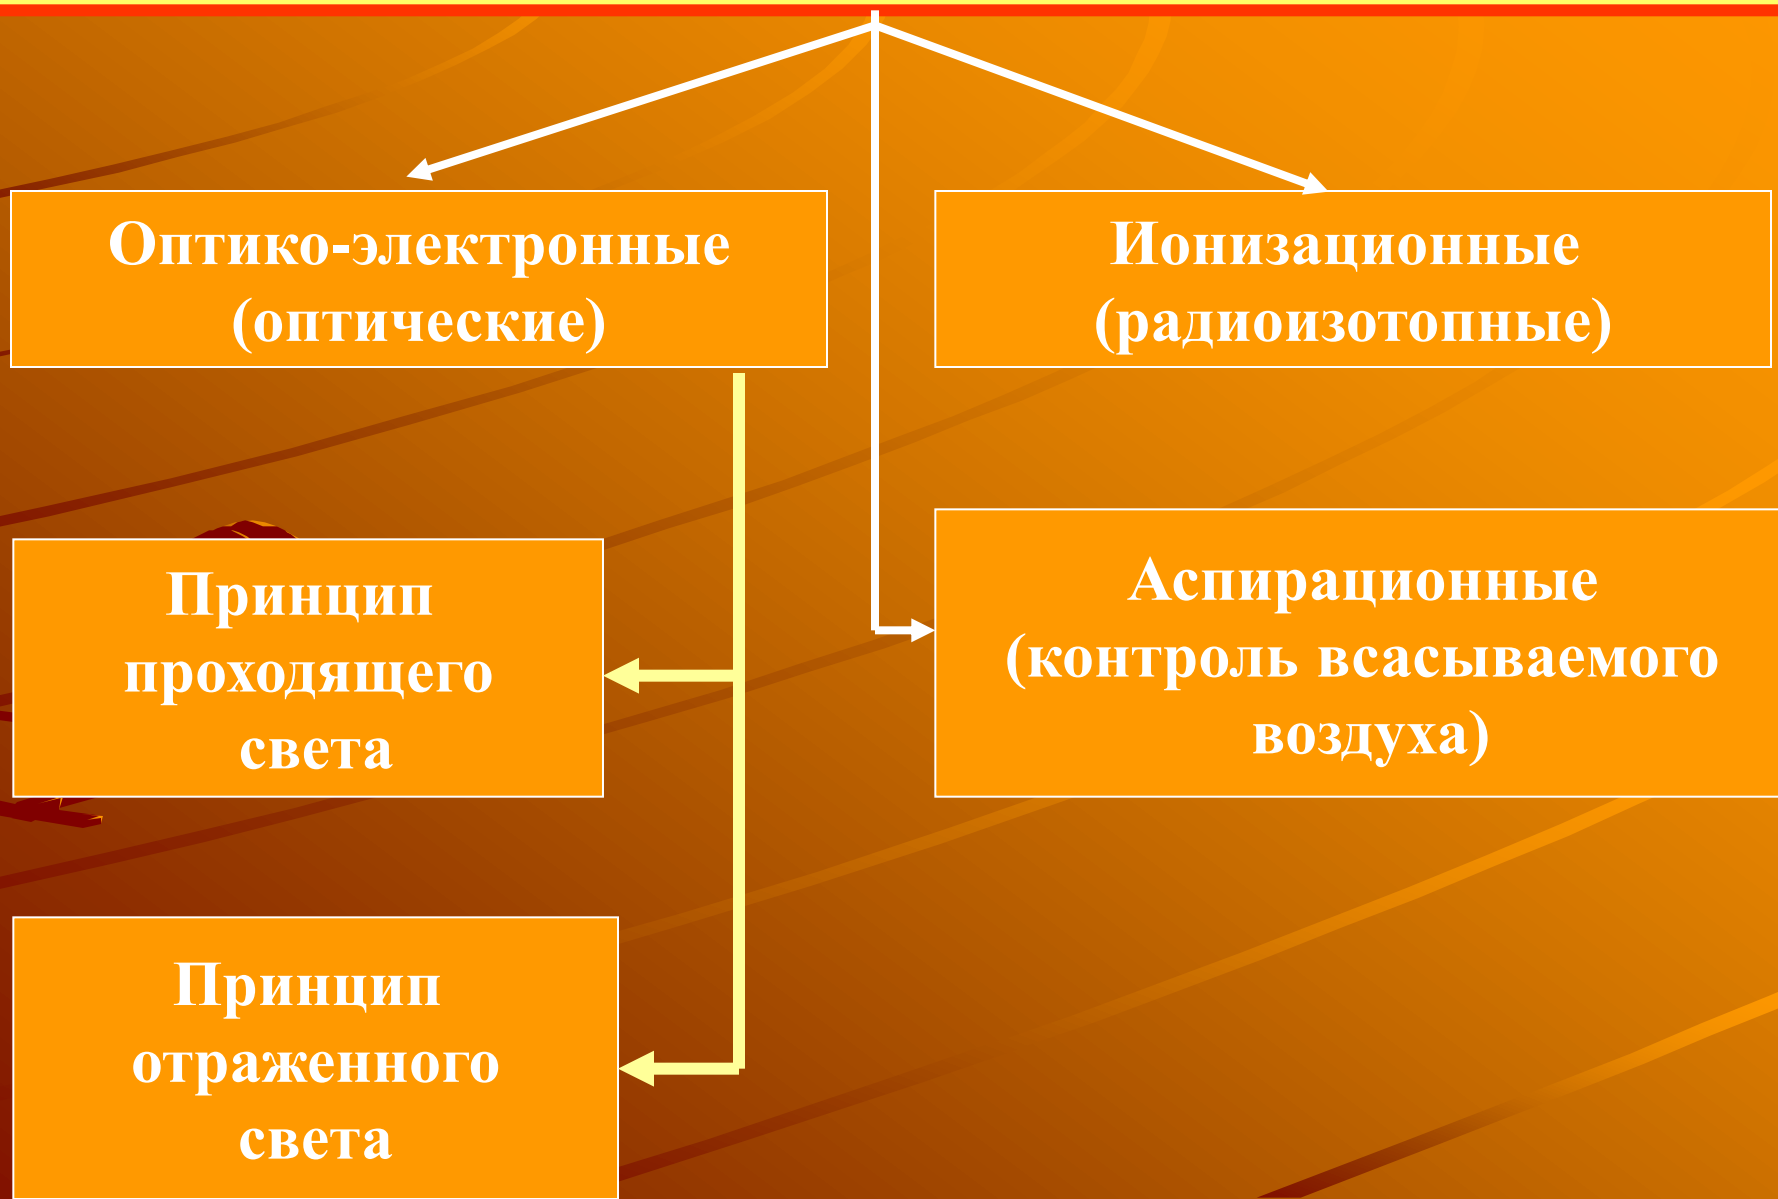 Оптико-электронные
(оптические)
Ионизационные
(радиоизотопные)
Принцип
проходящего
света
Аспирационные
(контроль всасываемого
воздуха)
Принцип
отраженного
света